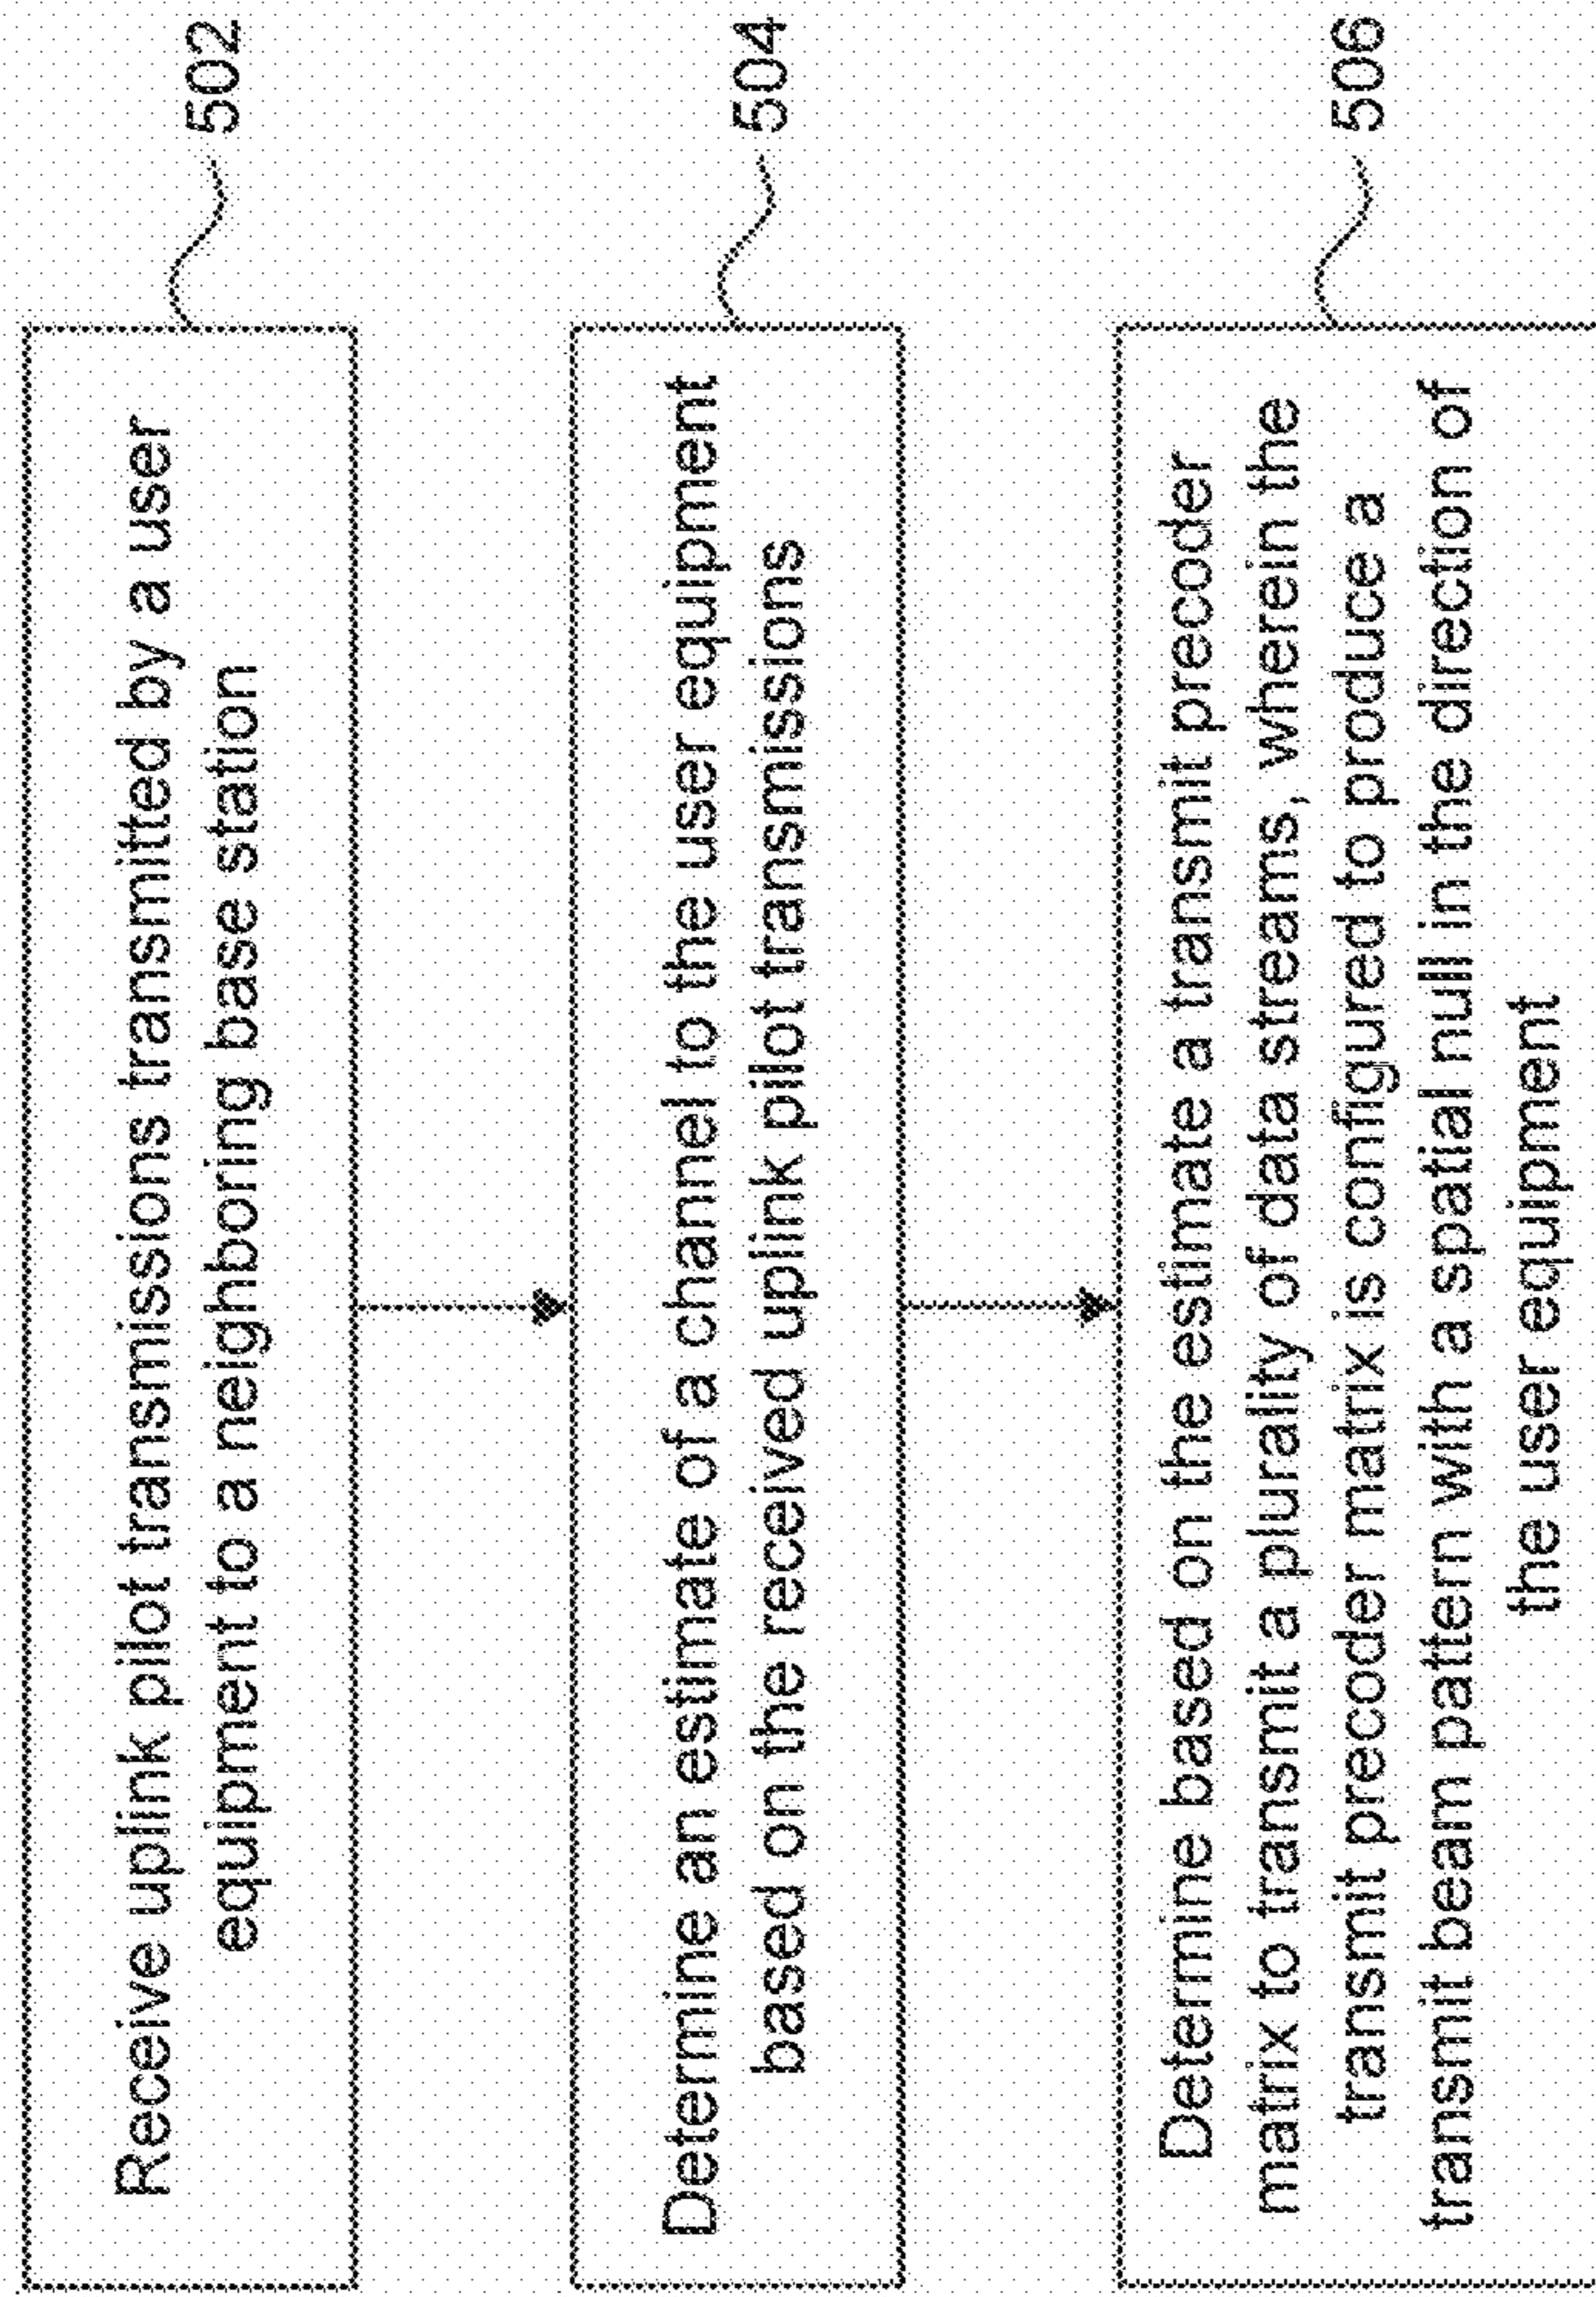 Receive uplink pilot transmissions transmitted by a user
equipment to a neighboring base station
502
Determine an estimate of a channel to the user equipment
based on the received uplink pilot transmissions
504
Determine based on the estimate a transmit precoder
matrix to transmit a plurality of data streams, wherein the
transmit precoder matrix is configured to produce a
transmit beam pattern with a spatial null in the direction of
the user equipment
506